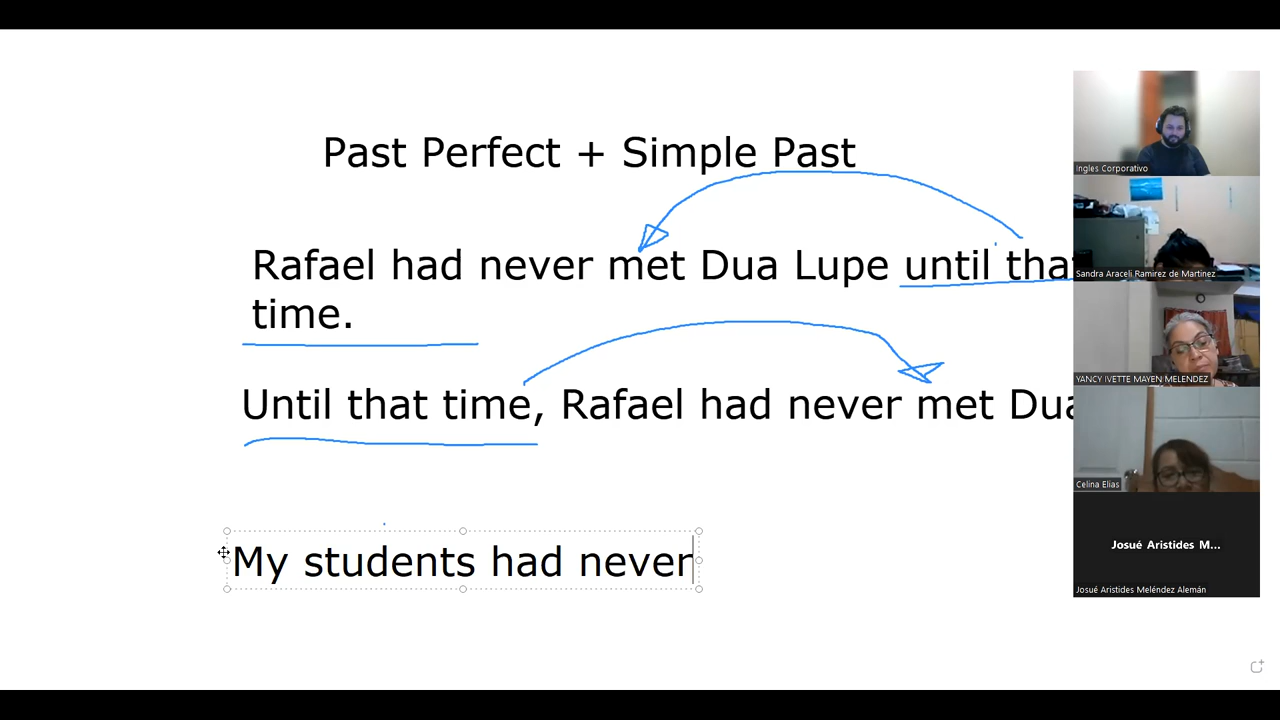 Past Perfect + Simple Past
Rafael had never met Dua Lupe until that
time.
Until that time, Rafael had never met Dua
My students had never
Ingles Corporativo
Sandra Araceli Ramirez de Martinez
YANCY IVETTE MAYEN MELENDEZ
Celina Elias
Josué Aristides M...
Josué Aristides Meléndez Alemán